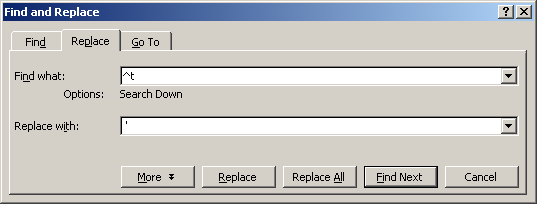 Find and Replace
Find Replace Go To
Find what: ^t
Options: Search Down
Replace with: '
More Replace Replace All Find Next Cancel